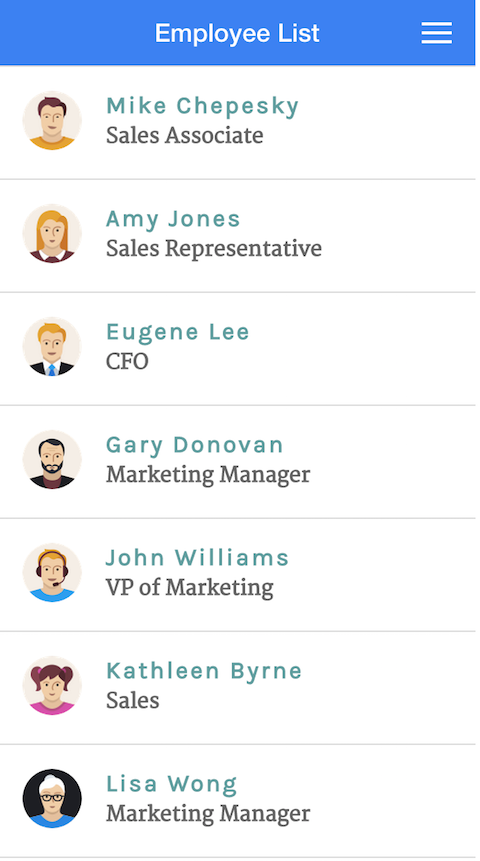 Employee List
Mike Chepesky
Sales Associate
Amy Jones
Sales Representative
Eugene Lee
CFO
Gary Donovan
Marketing Manager
John Williams
VP of Marketing
Kathleen Byrne
Sales
Lisa Wong
Marketing Manager